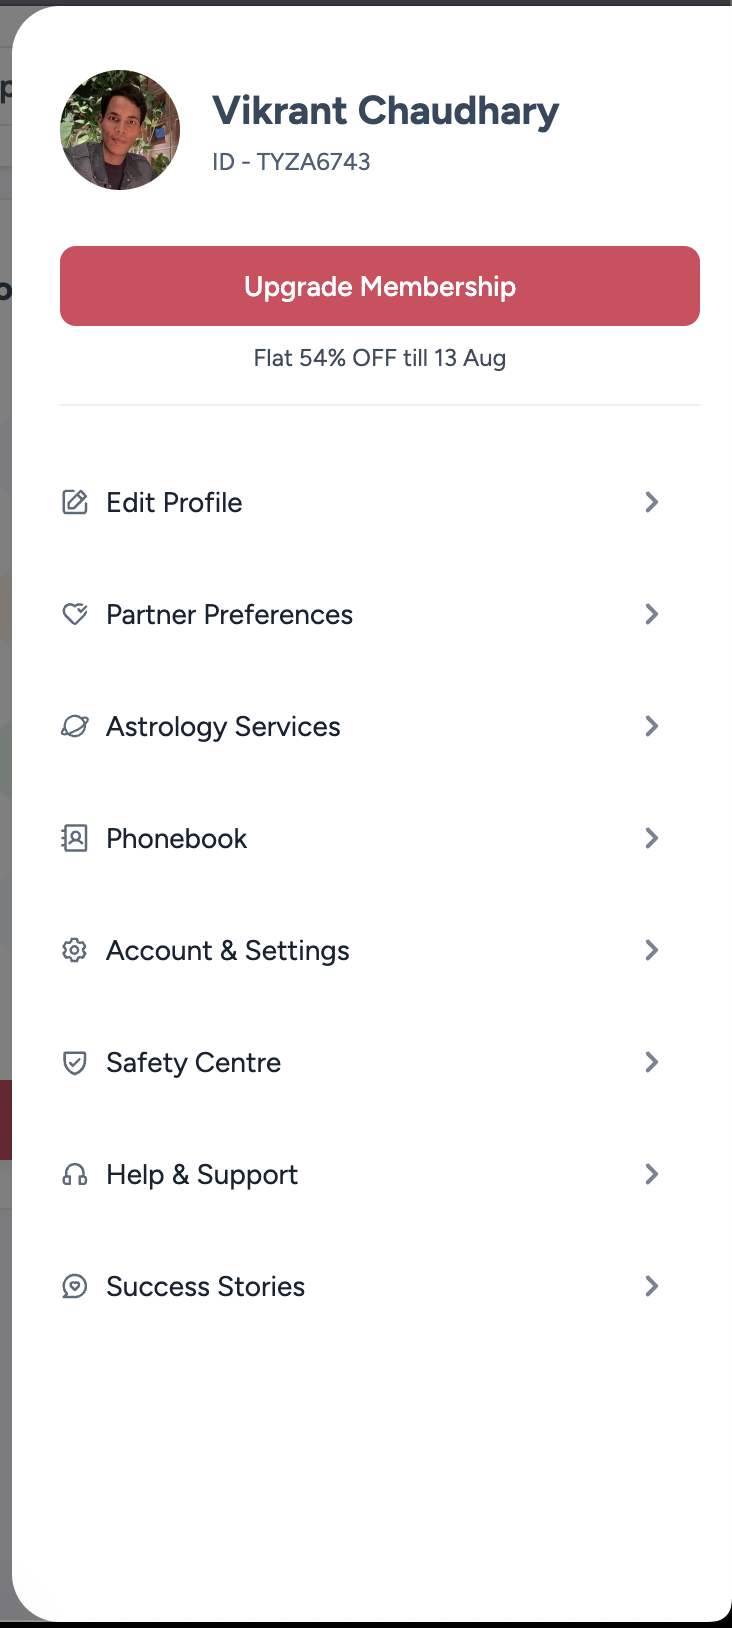 Vikrant Chaudhary
ID - TYZA6743
Upgrade Membership
Flat 54% OFF till 13 Aug
Edit Profile
Partner Preferences
Astrology Services
Phonebook
Account & Settings
Safety Centre
Help & Support
Success Stories